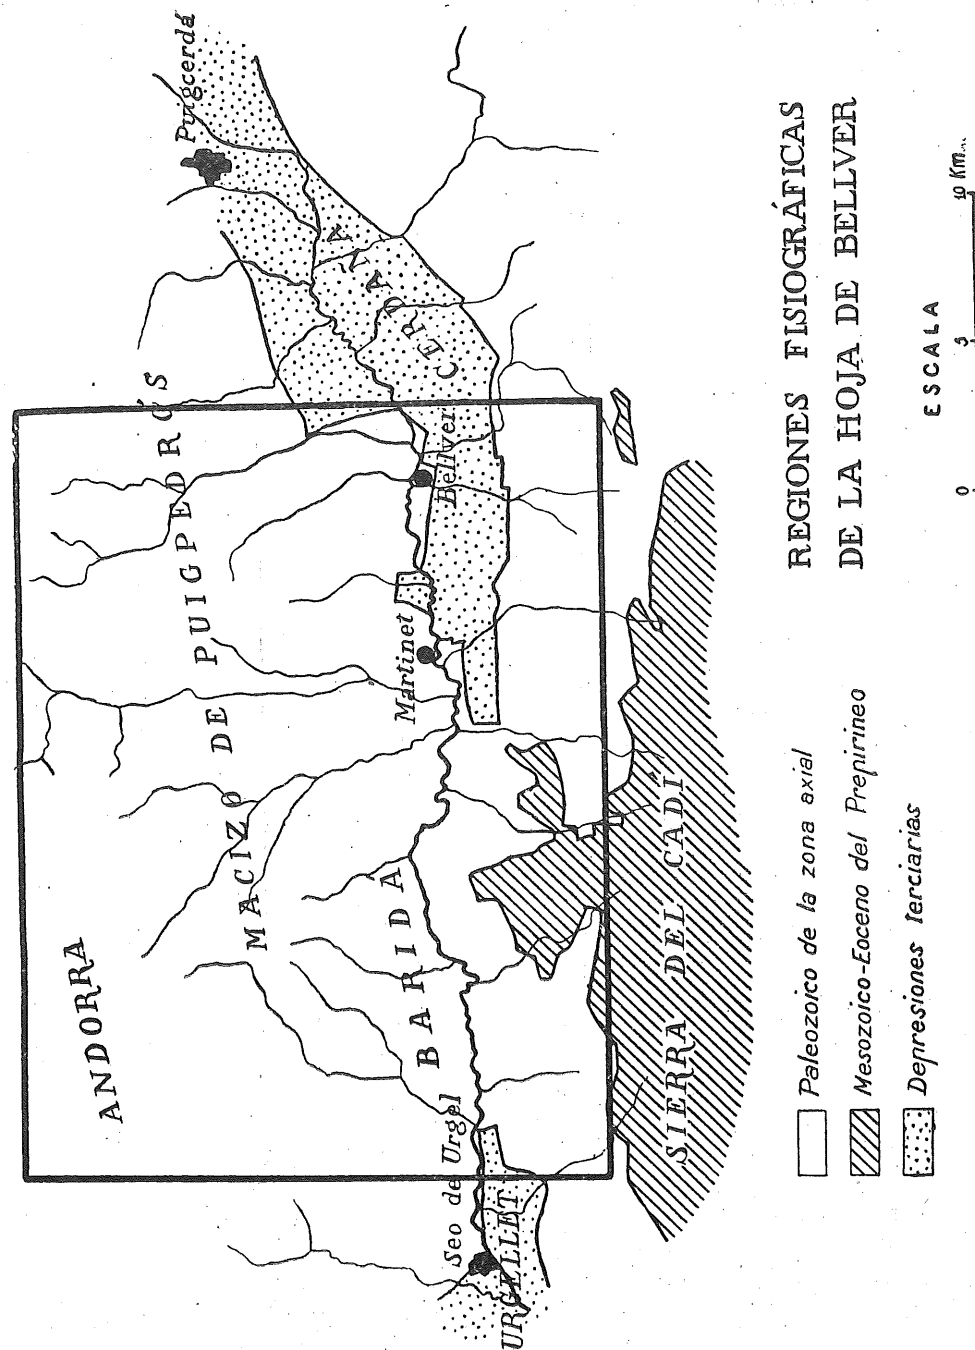 ANDORRA
MACIZO DE PUIGPEDRÓS
Puigcerdá
CERDAÑA
Bellver
Martinet
BARIDÁ
Seo de Urgel
URGELLET
SIERRA DEL CADÍ
Paleozoico de la zona axial
Mesozoico-Eoceno del Prepirineo
Depresiones terciarias
REGIONES FISIOGRÁFICAS
DE LA HOJA DE BELLVER
ESCALA
0 5 10 Km.